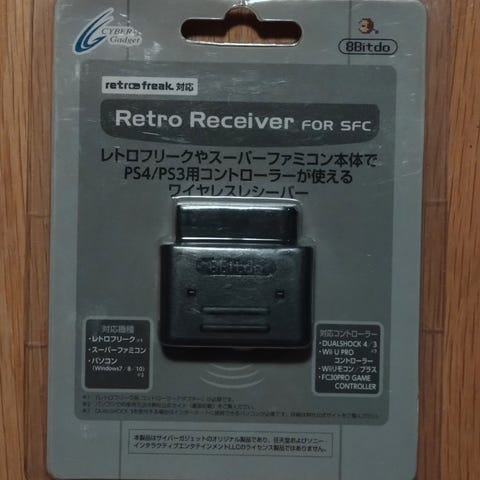 CYBER
Gadget
8Bitdo
retro freak 対応
Retro Receiver FOR SFC
レトロフリークやスーパーファミコン本体で
PS4/PS3用コントローラーが使える
ワイヤレスレシーバー
8Bitdo
対応機種
・レトロフリーク※1
・スーパーファミコン
・パソコン
(Windows7/8/10)
※2
対応コントローラー
・DUALSHOCK 4/3
※3
・Wii U PRO
コントローラー
・Wiiリモコン/プラス
・FC30PRO GAME
CONTROLLER
本製品はサイバーガジェットのオリジナル製品であり、任天堂およびソニー・
インタラクティブエンタテインメントLLCのライセンス製品ではありません。